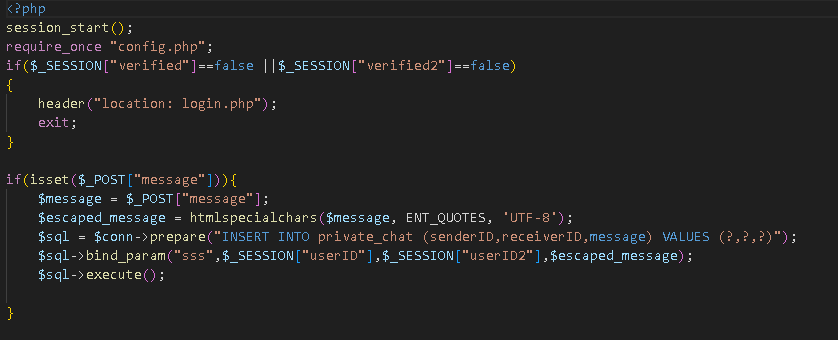 <?php
session_start();
require_once "config.php";
if($_SESSION["verified"]==false ||$_SESSION["verified2"]==false)
{
    header("location: login.php");
    exit;
}
if(isset($_POST["message"])){
    $message = $_POST["message"];
    $escaped_message = htmlspecialchars($message, ENT_QUOTES, 'UTF-8');
    $sql = $conn->prepare("INSERT INTO private_chat (senderID,receiverID,message) VALUES (?,?,?)");
    $sql->bind_param("sss",$_SESSION["userID"],$_SESSION["userID2"],$escaped_message);
    $sql->execute();
}